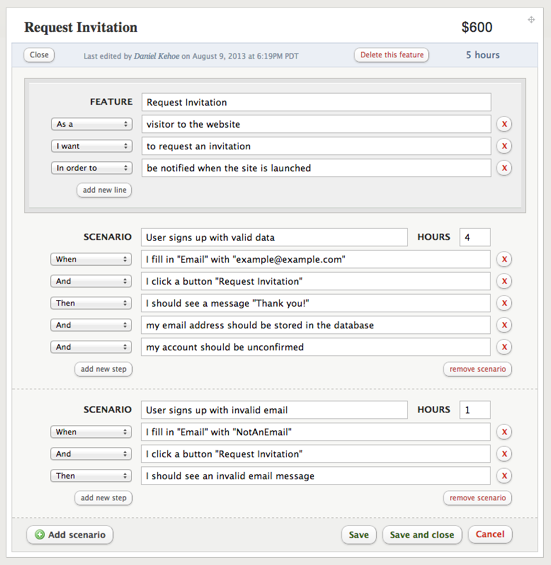 Request Invitation $600
Close Last edited by Daniel Kehoe on August 9, 2013 at 6:19PM PDT Delete this feature 5 hours
FEATURE Request Invitation
As a visitor to the website X
I want to request an invitation X
In order to be notified when the site is launched X
add new line
SCENARIO User signs up with valid data HOURS 4
When I fill in "Email" with "example@example.com" X
And I click a button "Request Invitation" X
Then I should see a message "Thank you!" X
And my email address should be stored in the database X
And my account should be unconfirmed X
add new step remove scenario
SCENARIO User signs up with invalid email HOURS 1
When I fill in "Email" with "NotAnEmail" X
And I click a button "Request Invitation" X
Then I should see an invalid email message X
add new step remove scenario
Add scenario Save Save and close Cancel